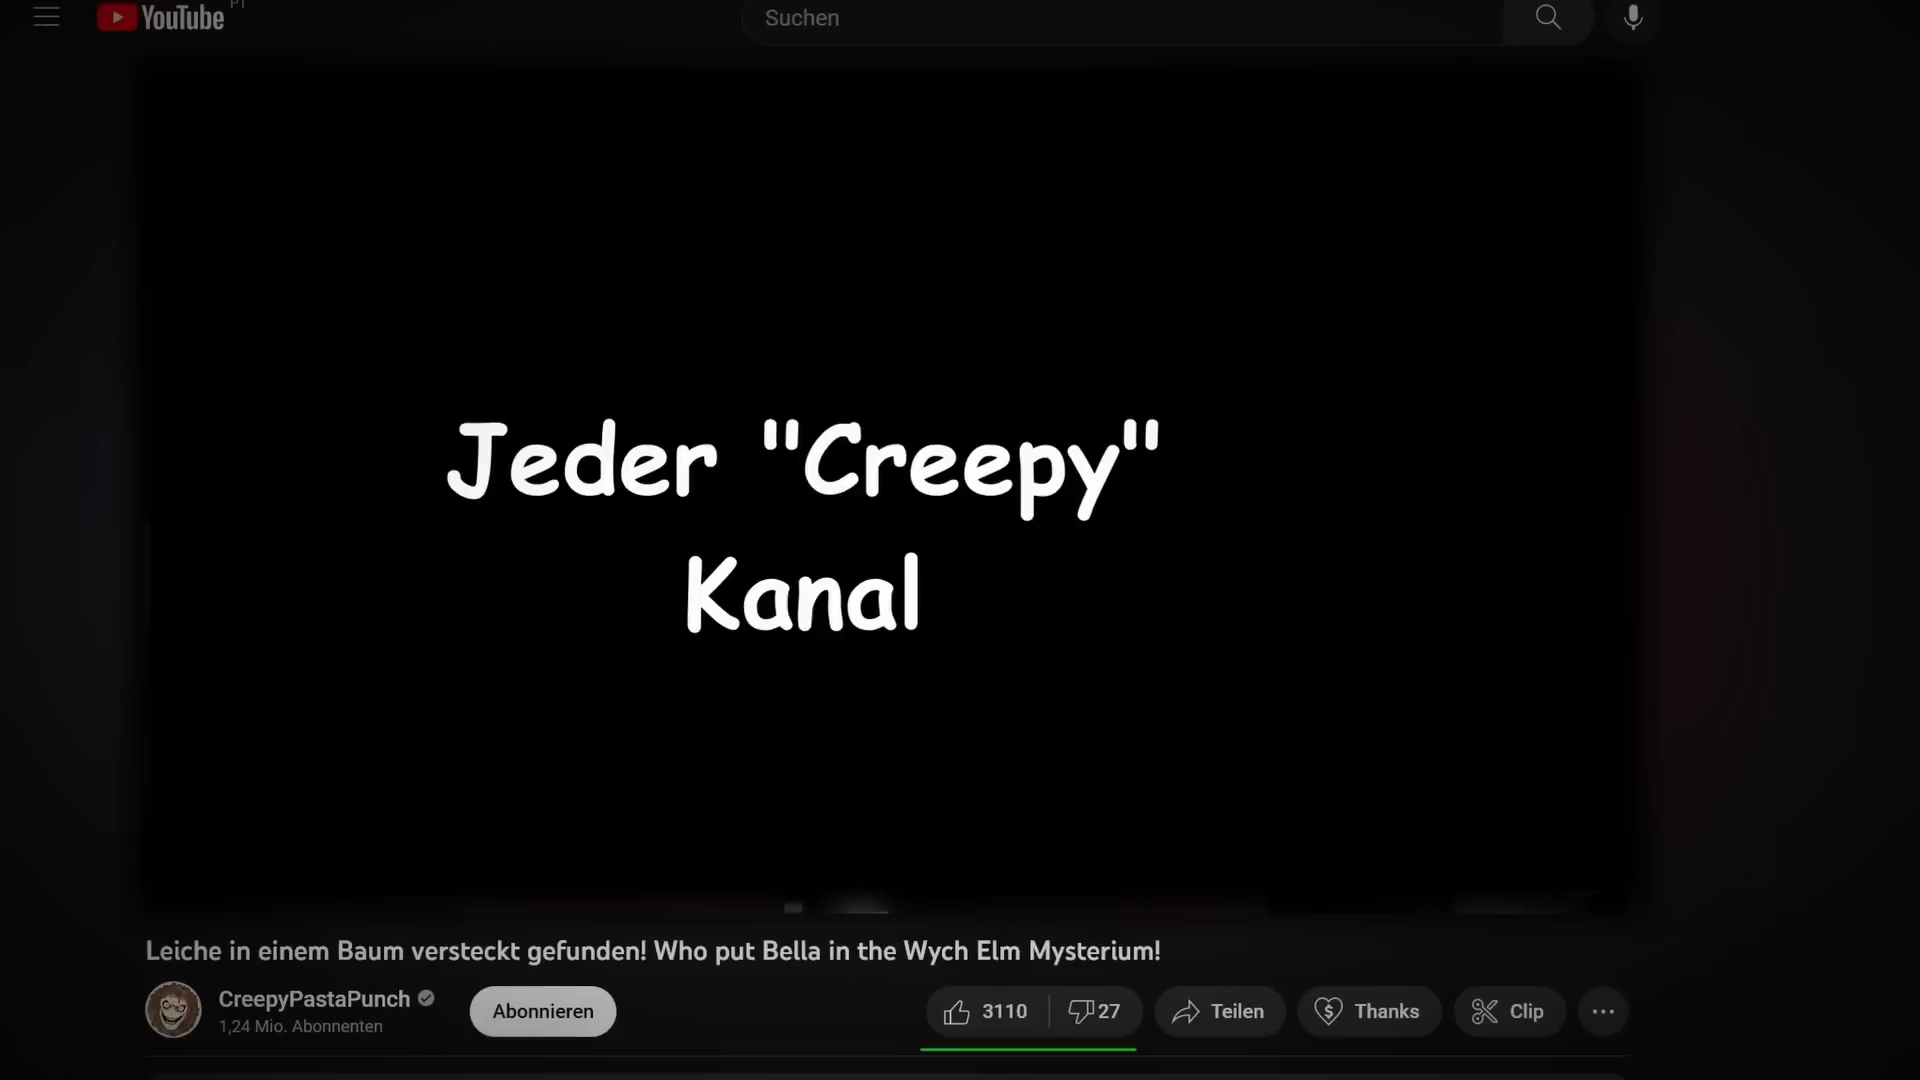 YouTube
PT
Suchen
Jeder "Creepy"
Kanal
Leiche in einem Baum versteckt gefunden! Who put Bella in the Wych Elm Mysterium!
CreepyPastaPunch
1,24 Mio. Abonnenten
Abonnieren
3110
27
Teilen
Thanks
Clip